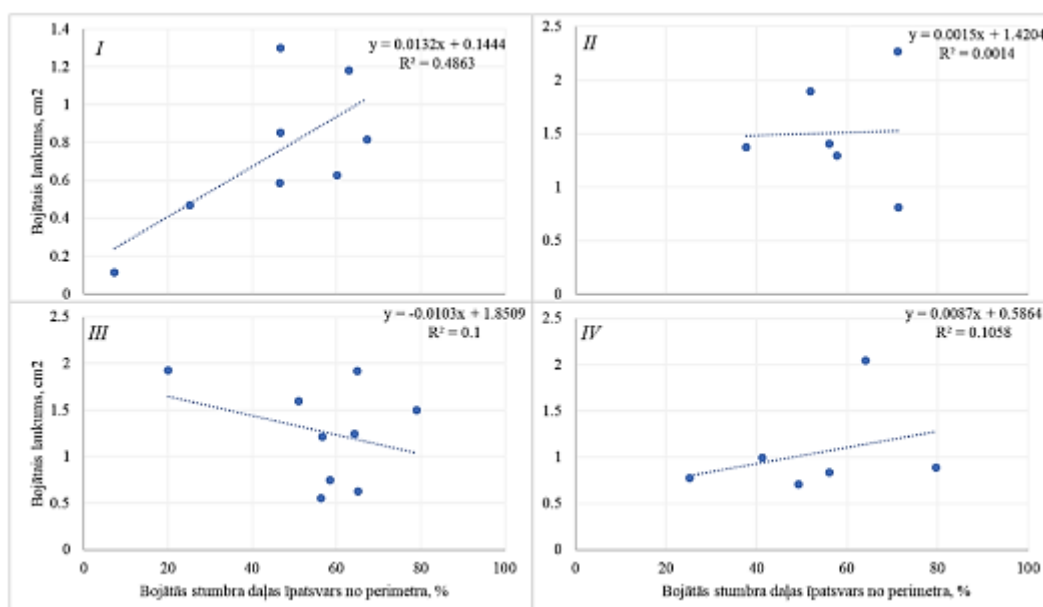 I
y = 0.0132x + 0.1444
R² = 0.4863
1.4
1.2
1
0.8
0.6
0.4
0.2
0
Bojātais laukums, cm2
II
y = 0.0015x + 1.4204
R² = 0.0014
2.5
2
1.5
1
0.5
0
III
y = -0.0103x + 1.8509
R² = 0.1
2.5
2
1.5
1
0.5
0
Bojātais laukums, cm2
0 20 40 60 80 100
Bojātās stumbra daļas īpatsvars no perimetra, %
IV
y = 0.0087x + 0.5864
R² = 0.1058
2.5
2
1.5
1
0.5
0
0 20 40 60 80 100
Bojātās stumbra daļas īpatsvars no perimetra, %